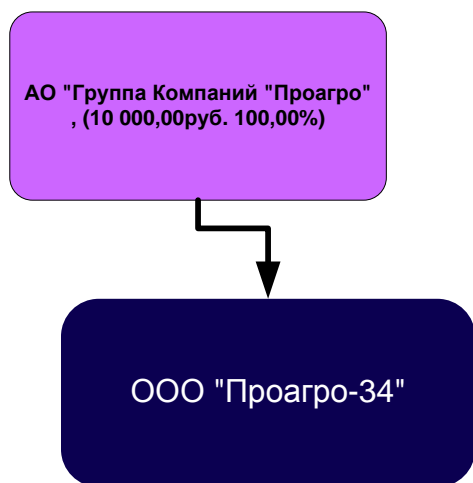 АО "Группа Компаний "Проагро"
, (10 000,00руб. 100,00%)
ООО "Проагро-34"